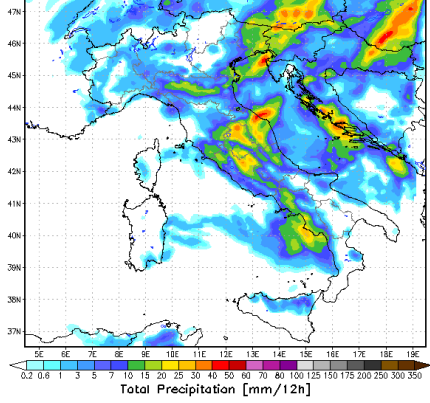 47N
46N
45N
44N
43N
42N
41N
40N
39N
38N
37N
5E 6E 7E 8E 9E 10E 11E 12E 13E 14E 15E 16E 17E 18E 19E
0.2 0.6 1 3 5 7 10 15 20 25 30 40 50 60 70 80 100 125 150 175 200 250 300 350
Total Precipitation [mm/12h]